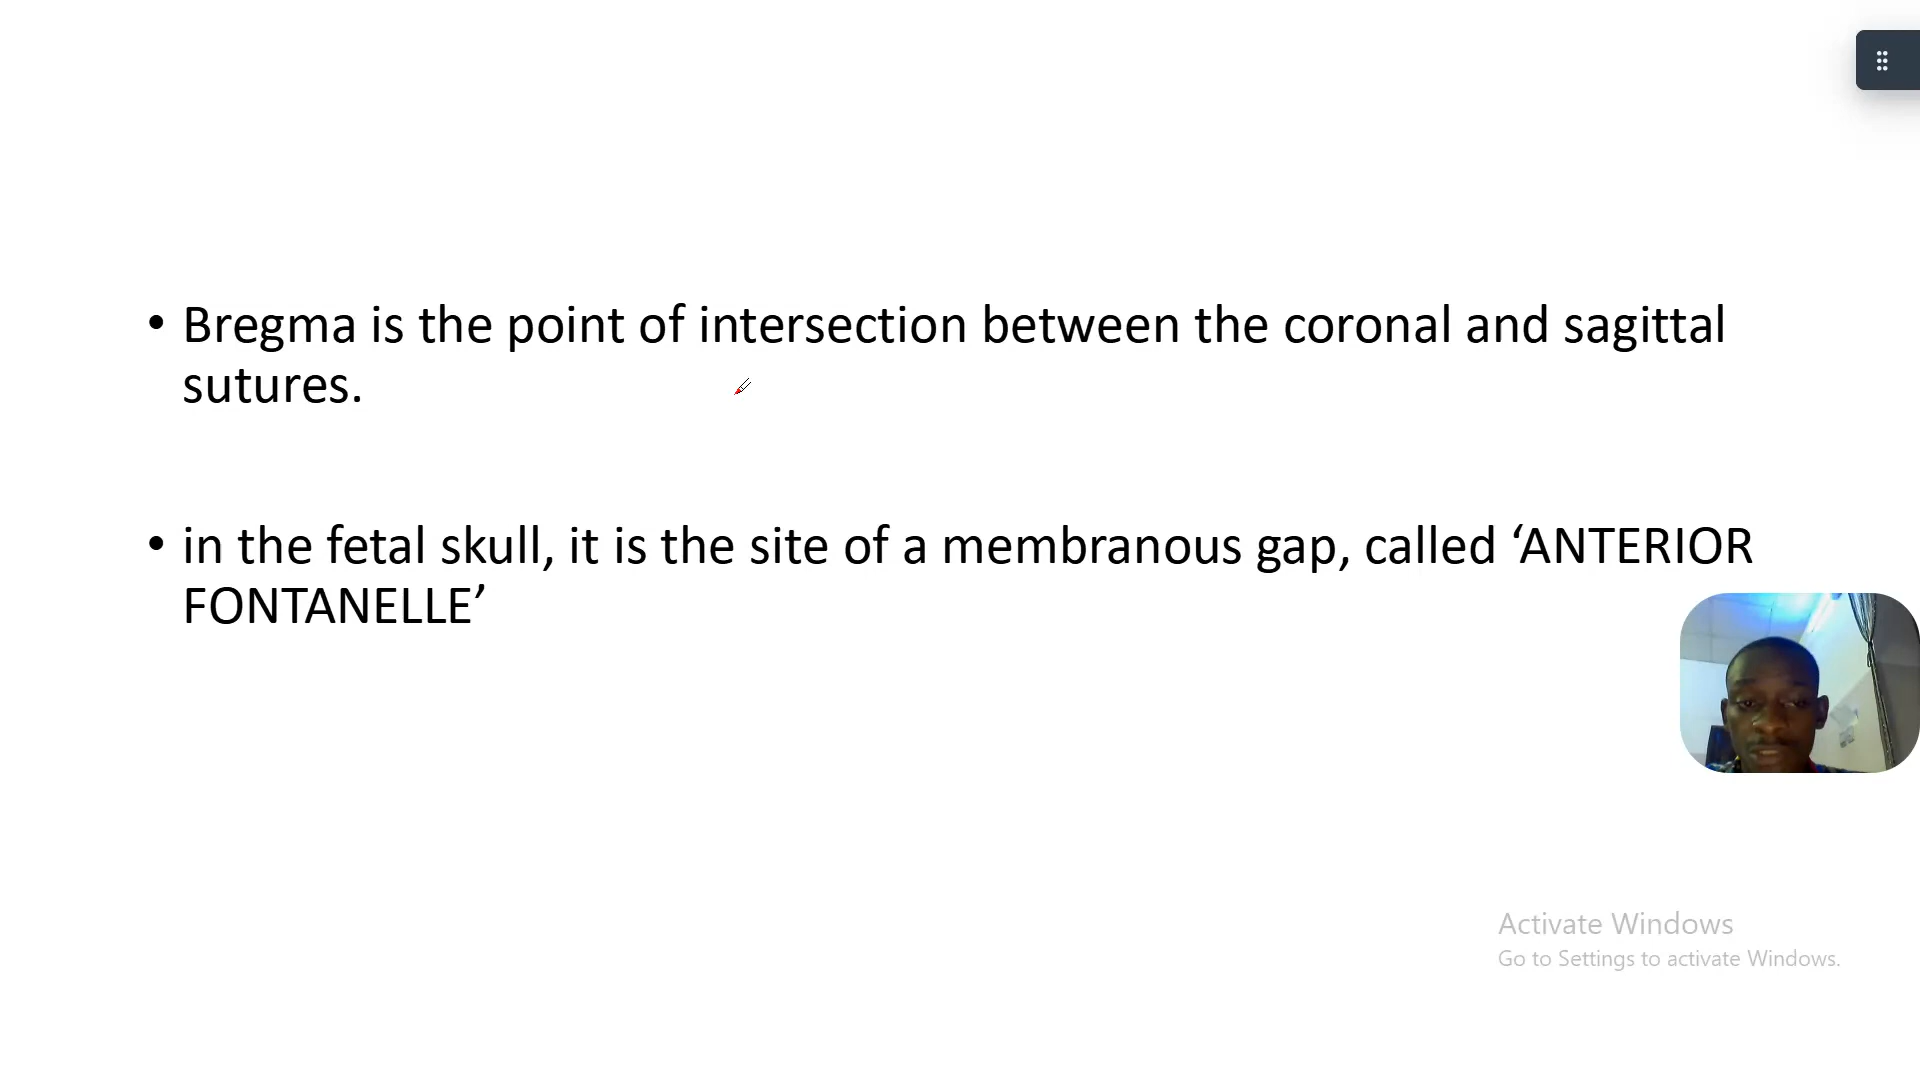 • Bregma is the point of intersection between the coronal and sagittal
sutures.
• in the fetal skull, it is the site of a membranous gap, called ‘ANTERIOR
FONTANELLE’
Activate Windows
Go to Settings to activate Windows.